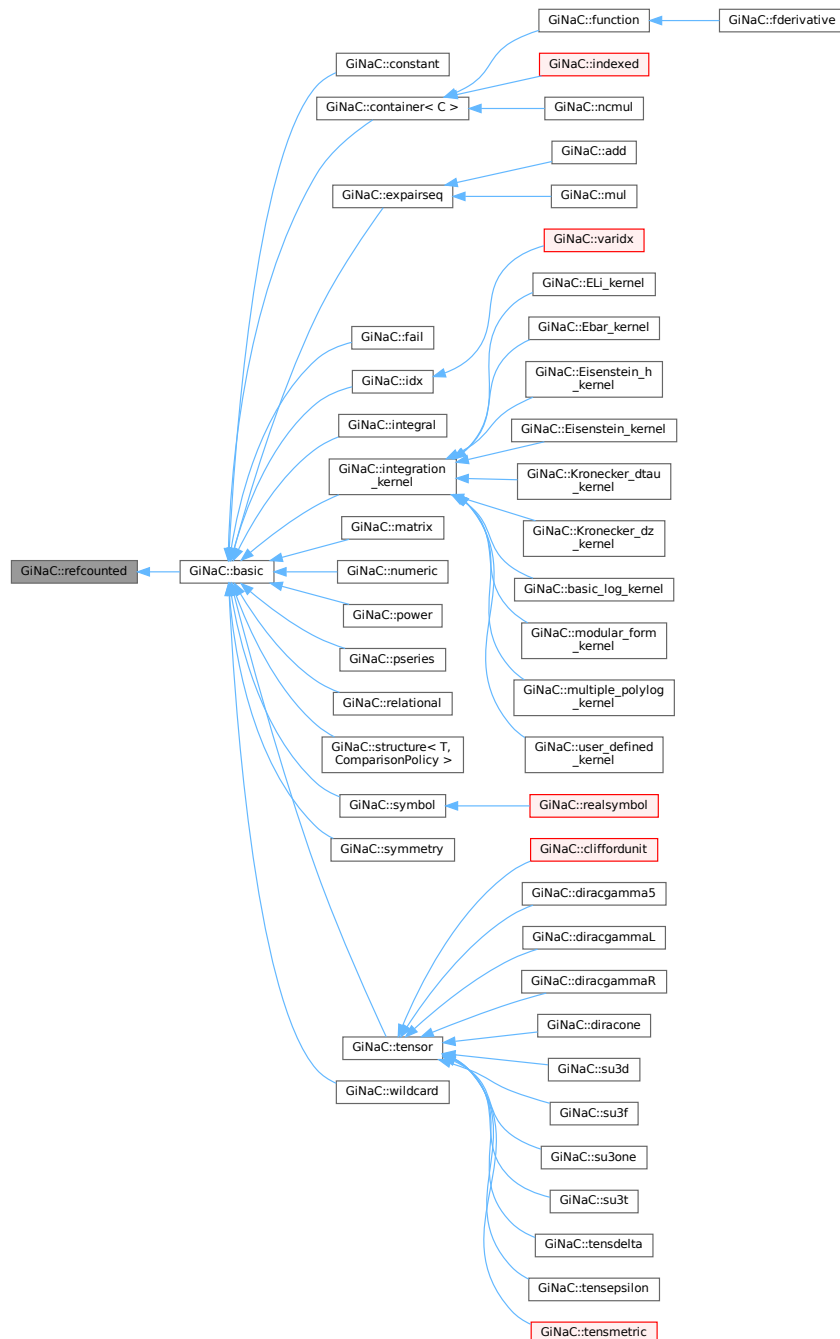 GiNaC::function
GiNaC::fderivative
GiNaC::constant
GiNaC::indexed
GiNaC::container< C >
GiNaC::ncmul
GiNaC::add
GiNaC::expairseq
GiNaC::mul
GiNaC::varidx
GiNaC::ELi_kernel
GiNaC::Ebar_kernel
GiNaC::fail
GiNaC::Eisenstein_h
_kernel
GiNaC::idx
GiNaC::integral
GiNaC::Eisenstein_kernel
GiNaC::integration
_kernel
GiNaC::Kronecker_dtau
_kernel
GiNaC::matrix
GiNaC::Kronecker_dz
_kernel
GiNaC::refcounted
GiNaC::basic
GiNaC::numeric
GiNaC::basic_log_kernel
GiNaC::power
GiNaC::modular_form
_kernel
GiNaC::pseries
GiNaC::relational
GiNaC::multiple_polylog
_kernel
GiNaC::structure< T,
ComparisonPolicy >
GiNaC::user_defined
_kernel
GiNaC::symbol
GiNaC::realsymbol
GiNaC::symmetry
GiNaC::cliffordunit
GiNaC::diracgamma5
GiNaC::diracgammaL
GiNaC::diracgammaR
GiNaC::diracone
GiNaC::tensor
GiNaC::su3d
GiNaC::wildcard
GiNaC::su3f
GiNaC::su3one
GiNaC::su3t
GiNaC::tensdelta
GiNaC::tensepsilon
GiNaC::tensmetric